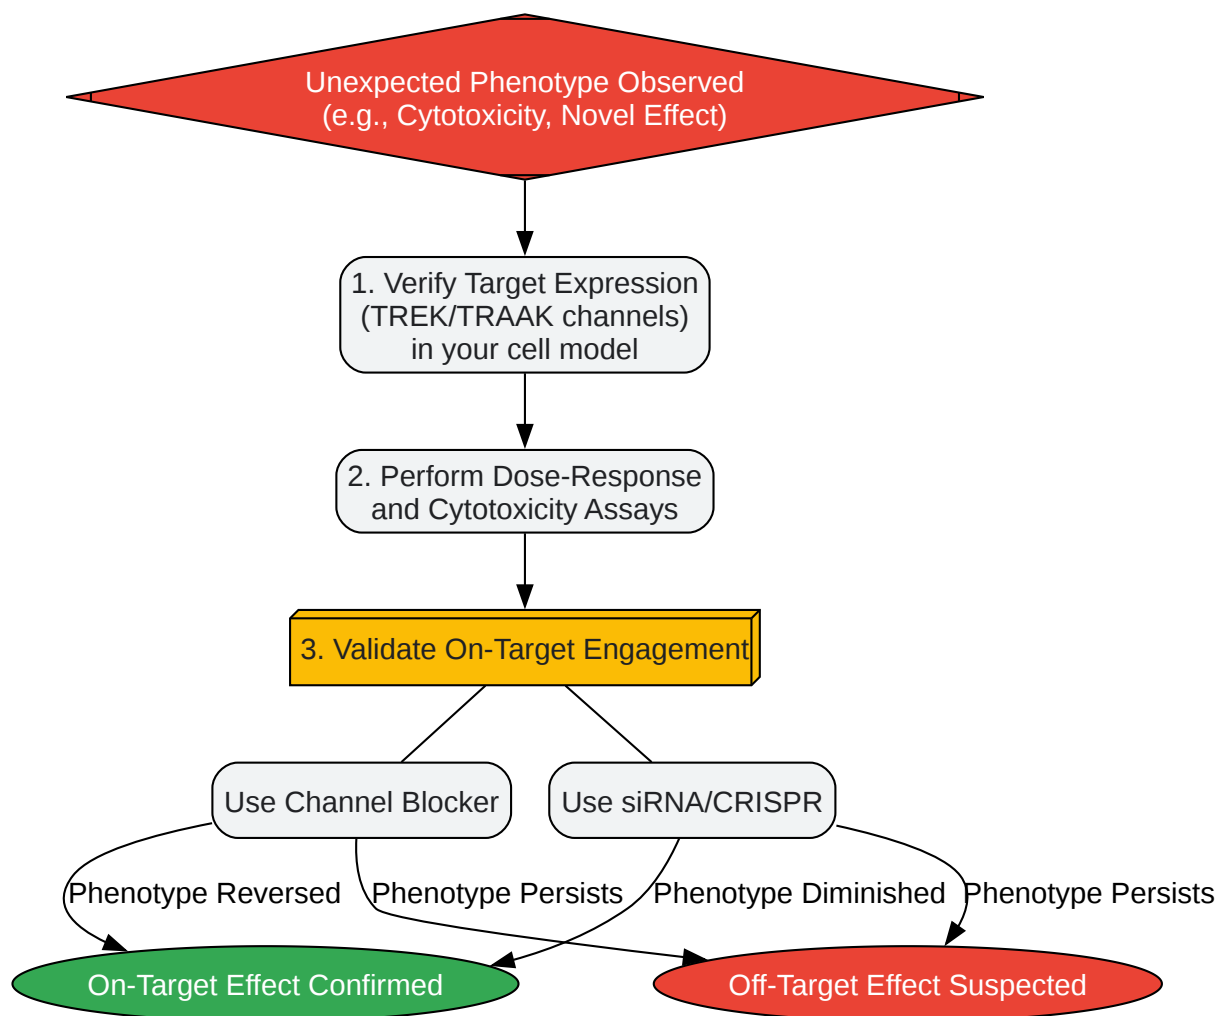 Unexpected Phenotype Observed
(e.g., Cytotoxicity, Novel Effect)
1. Verify Target Expression
(TREK/TRAAK channels)
in your cell model
2. Perform Dose-Response
and Cytotoxicity Assays
3. Validate On-Target Engagement
Use Channel Blocker
Use siRNA/CRISPR
Phenotype Reversed
Phenotype Persists
Phenotype Diminished
Phenotype Persists
On-Target Effect Confirmed
Off-Target Effect Suspected